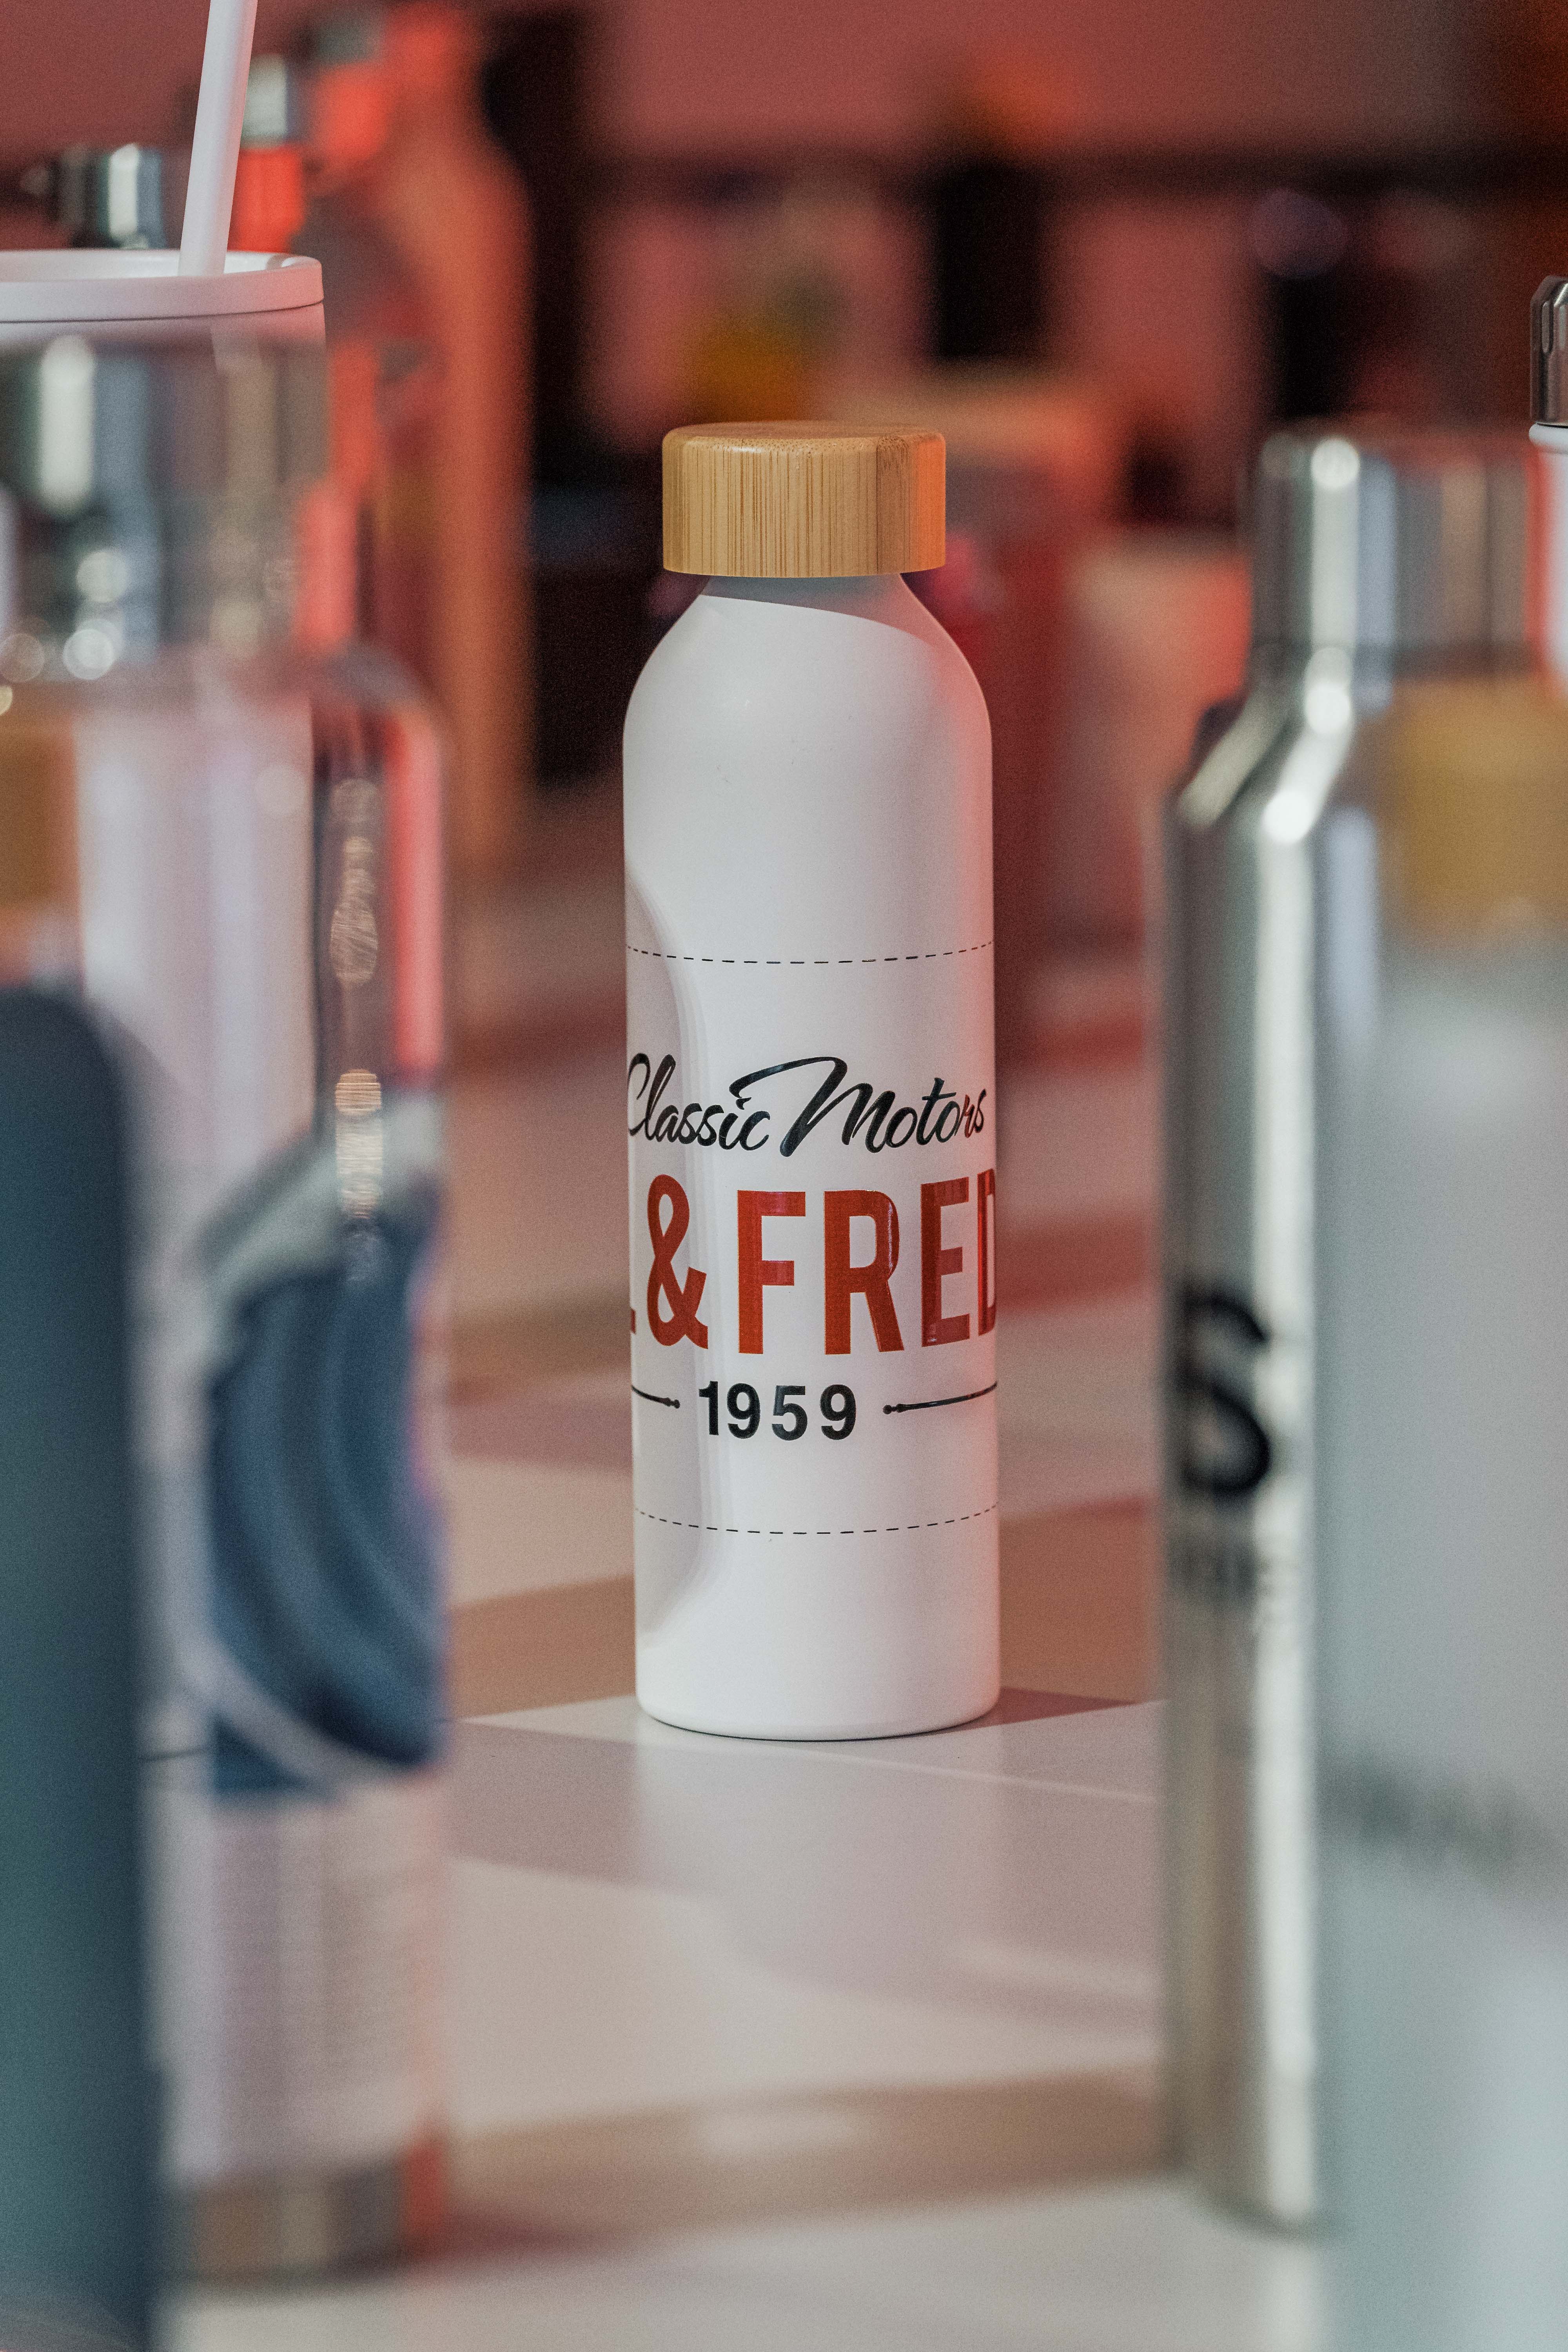 Classic Motors
& FRED
1959
S